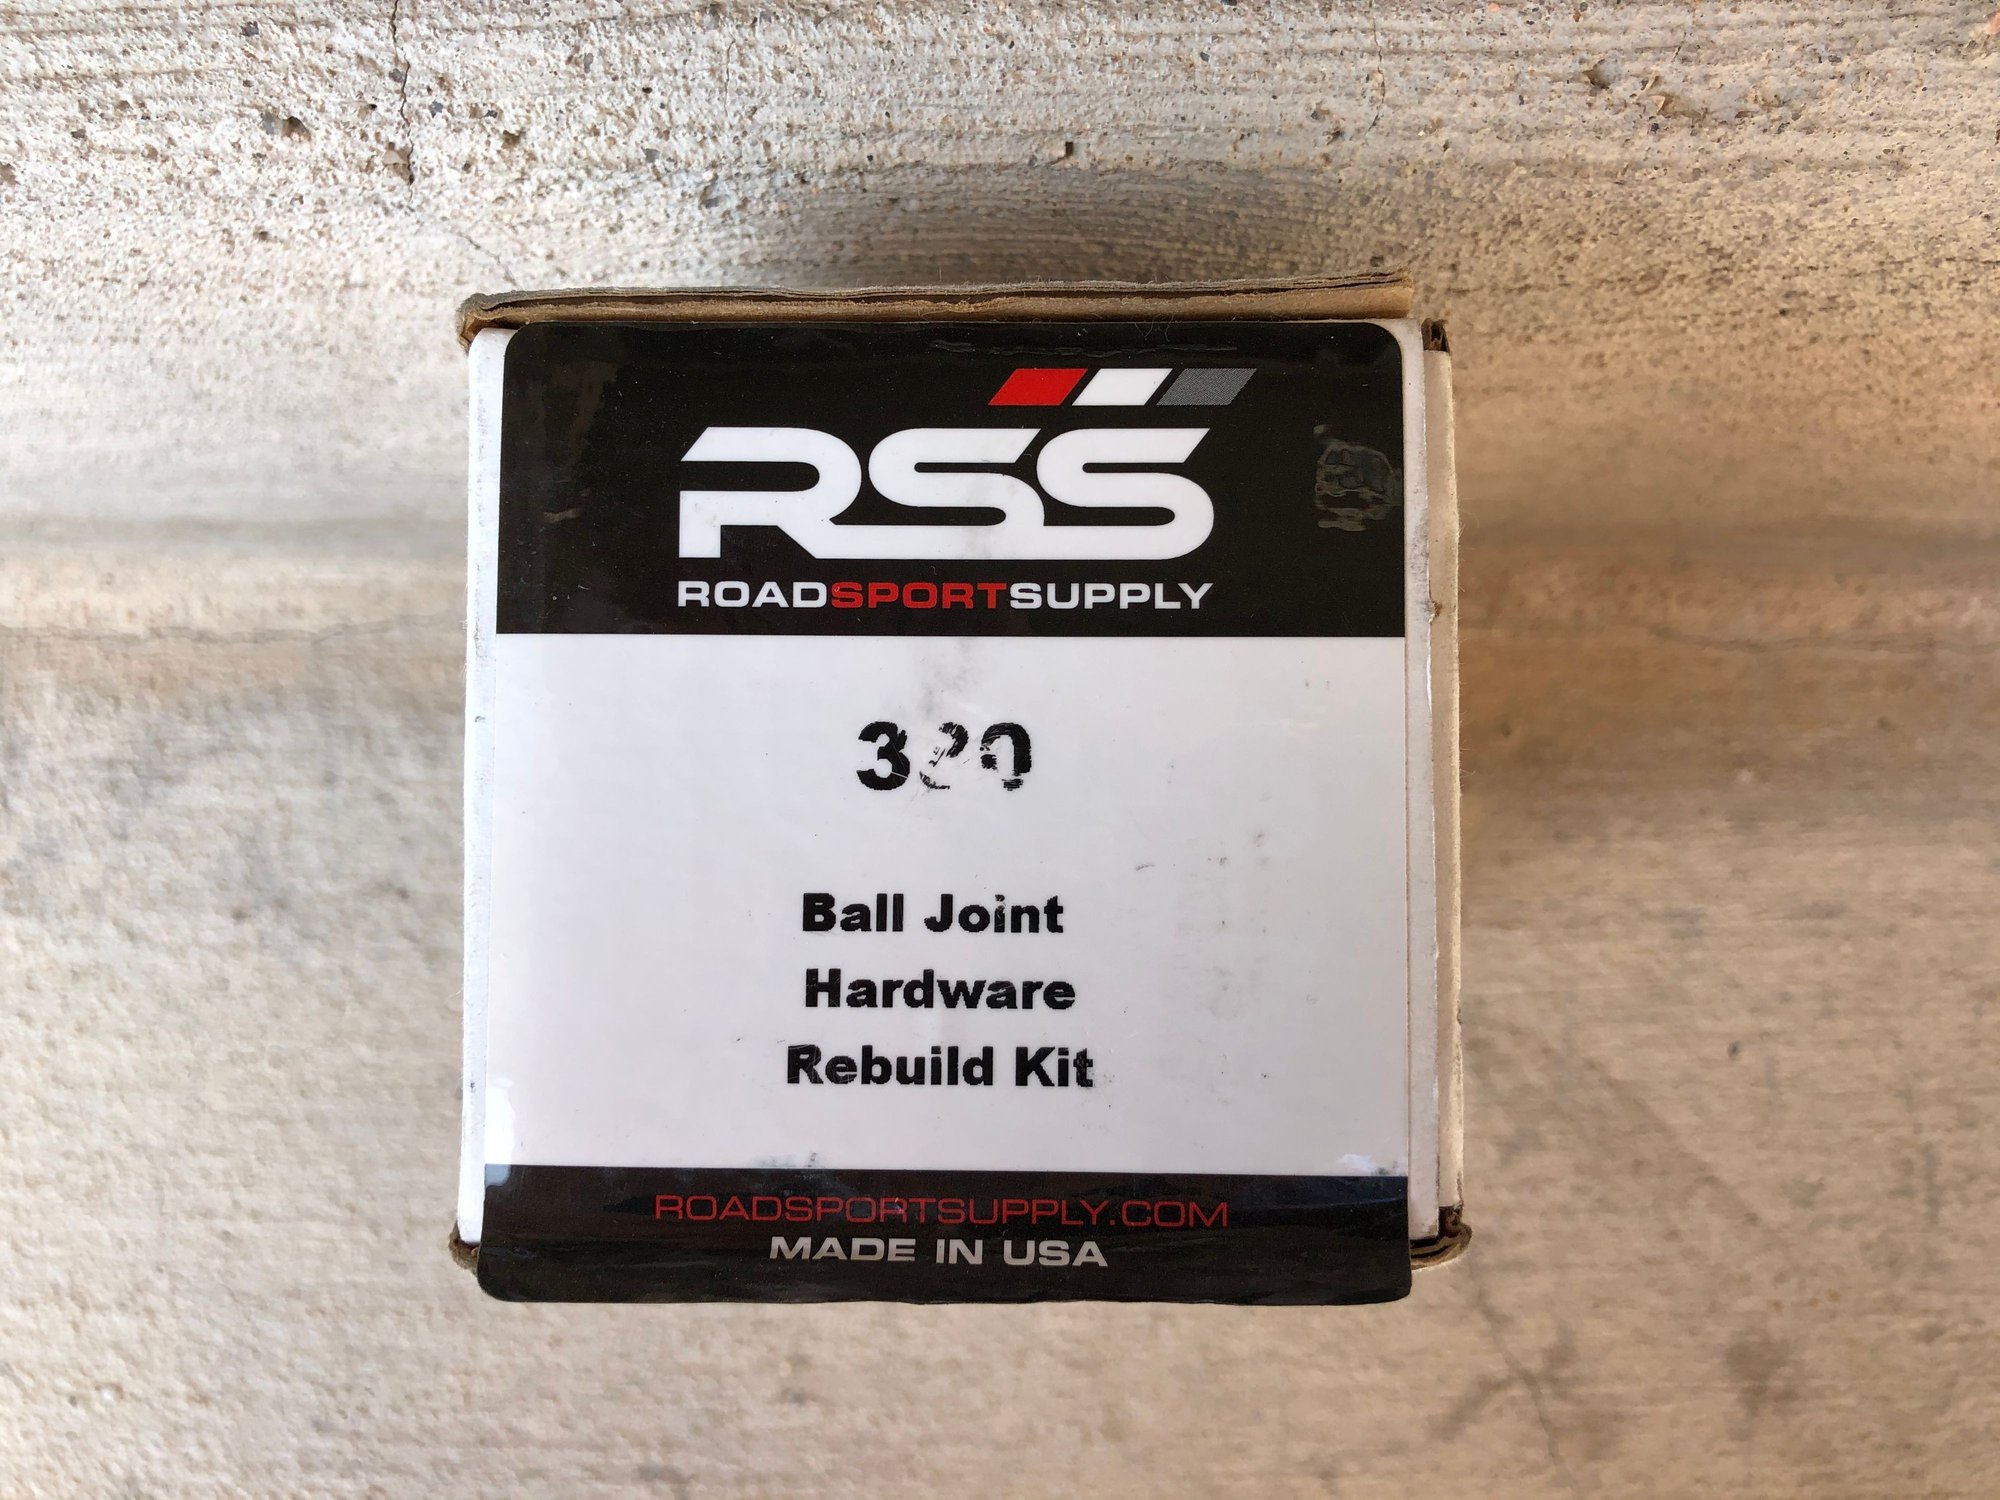 RSS
ROADSPORTSUPPLY
Ball Joint
Hardware
Rebuild Kit
ROADSPORTSUPPLY.COM
MADE IN USA